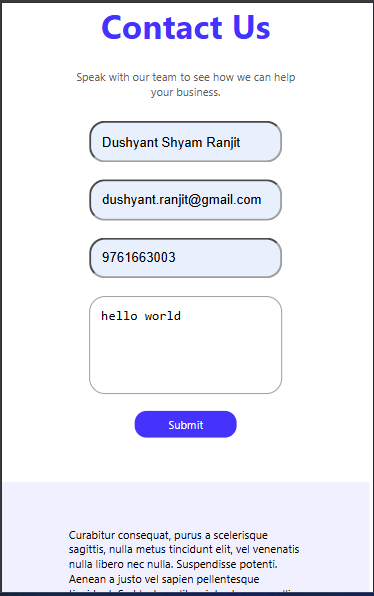 Contact Us
Speak with our team to see how we can help
your business.
Dushyant Shyam Ranjit
dushyant.ranjit@gmail.com
9761663003
hello world
Submit
Curabitur consequat, purus a scelerisque
sagittis, nulla metus tincidunt elit, vel venenatis
nulla libero nec nulla. Suspendisse potenti.
Aenean a justo vel sapien pellentesque